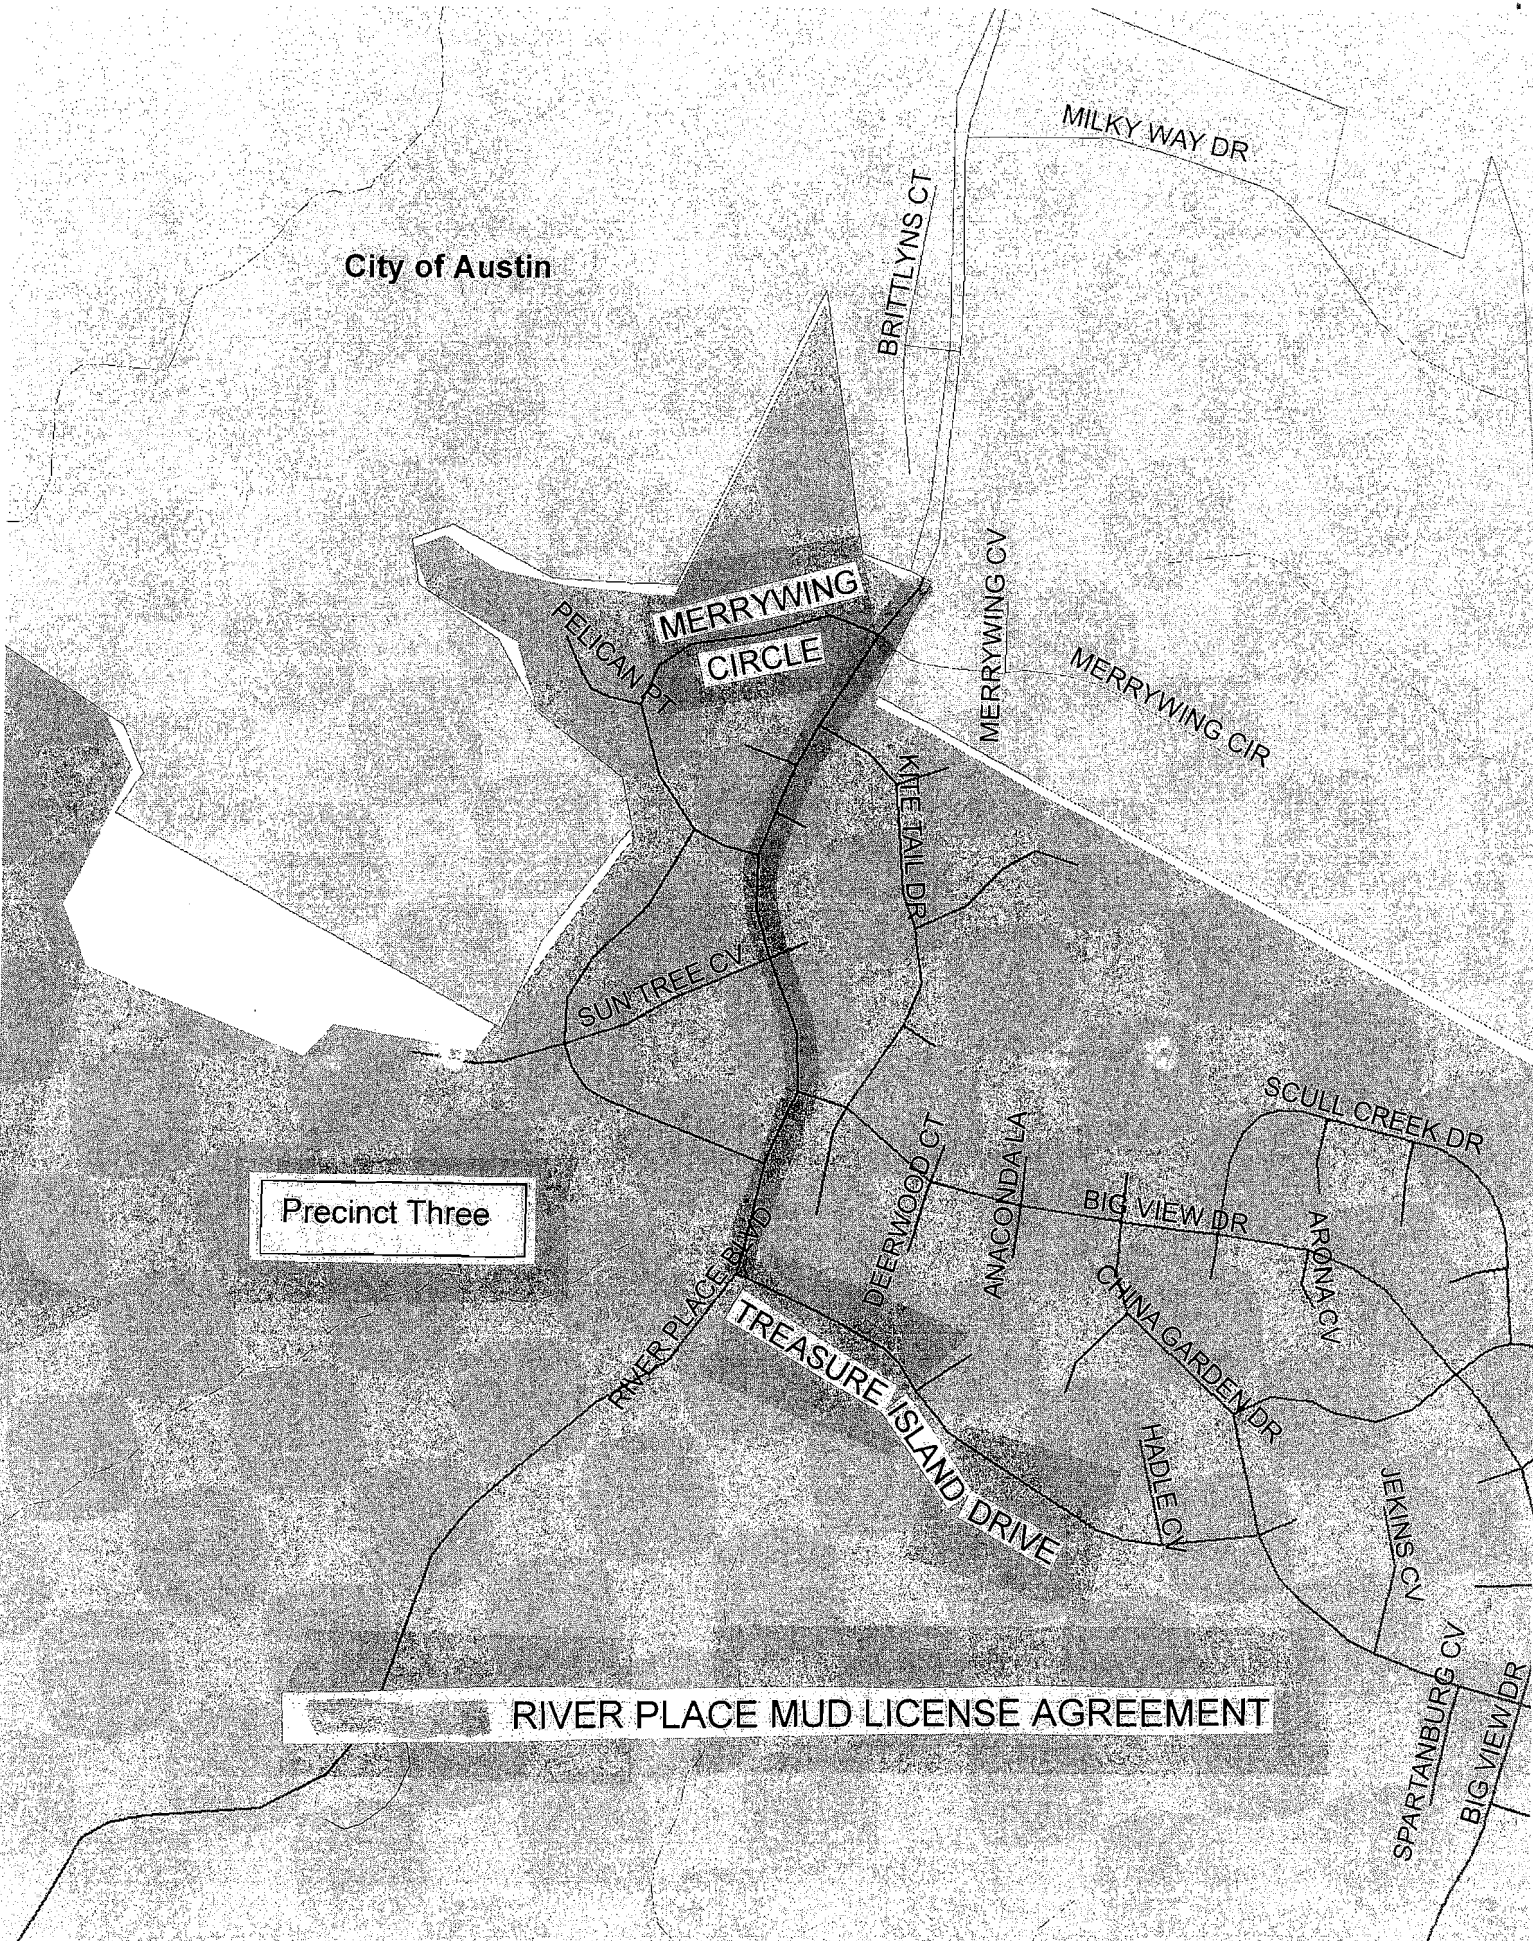 MILKY WAY DR
BRITTLYNS CT
City of Austin
MERRYWING CV
MERRYWING
CIRCLE
PELICAN PT
MERRYWING CIR
KITE TAIL DR
SUN TREE CV
SCULL CREEK DR
DEERWOOD CT
ANACONDA LA
BIG VIEW DR
Precinct Three
ARONA CV
RIVER PLACE BLVD
CHINA GARDEN DR
TREASURE ISLAND DRIVE
HADLE CV
JEKINS CV
SPARTANBURG CV
BIG VIEW DR
RIVER PLACE MUD LICENSE AGREEMENT